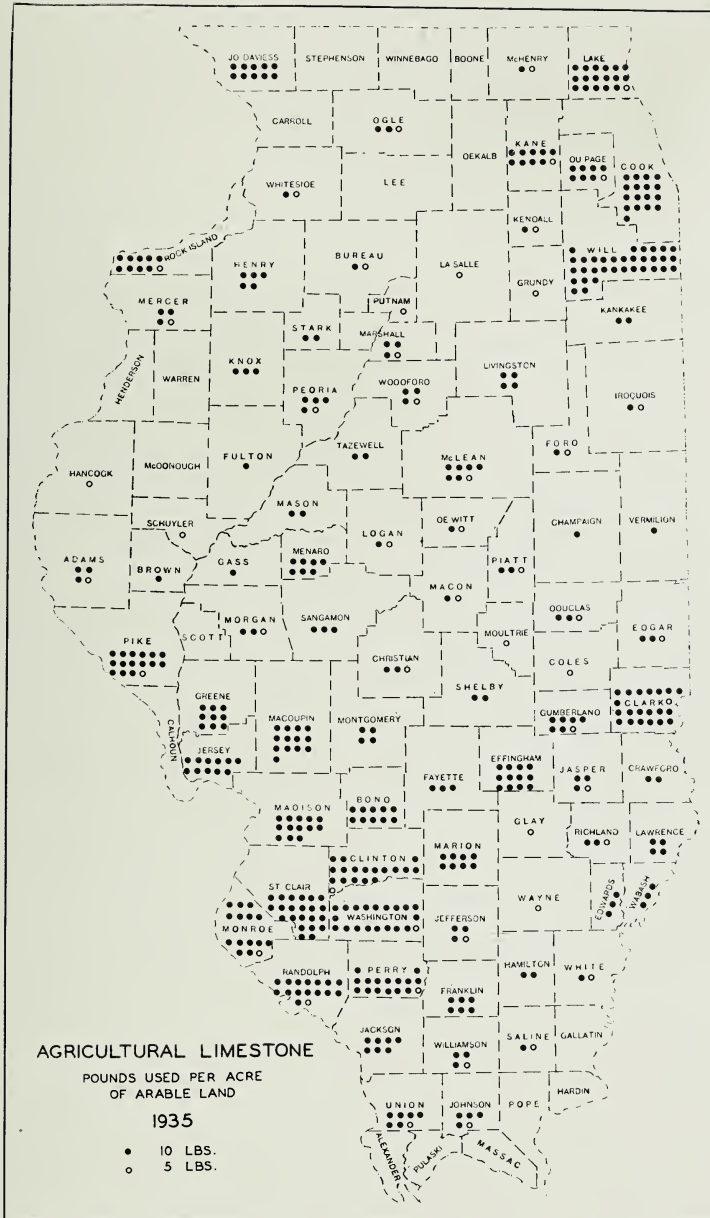 JO DAVIESS STEPHENSON WINNEBAGO BOONE McHENRY LAKE
CARROLL OGLE DEKALB KANE DU PAGE COOK
WHITESIDE LEE
KENDALL
ROCK ISLAND HENRY BUREAU LA SALLE WILL
GRUNDY
MERCER PUTNAM KANKAKEE
STARK MARSHALL
HENDERSON WARREN KNOX PEORIA WOODFORD LIVINGSTON
IROQUOIS
HANCOCK McDONOUGH FULTON TAZEWELL McLEAN FORD
MASON
SCHUYLER LOGAN DE WITT CHAMPAIGN VERMILION
ADAMS BROWN CASS MENARD PIATT
MACON
PIKE SCOTT MORGAN SANGAMON DOUGLAS EDGAR
CHRISTIAN MOULTRIE
COLES
SHELBY
GREENE CUMBERLAND CLARK
CALHOUN JERSEY MACOUPIN MONTGOMERY
FAYETTE EFFINGHAM JASPER CRAWFORD
MADISON BOND
CLAY RICHLAND LAWRENCE
CLINTON MARION
ST CLAIR WAYNE EDWARDS WABASH
MONROE WASHINGTON JEFFERSON
RANDOLPH PERRY HAMILTON WHITE
FRANKLIN
JACKSON WILLIAMSON SALINE GALLATIN
UNION JOHNSON POPE HARDIN
ALEXANDER PULASKI MASSAC
AGRICULTURAL LIMESTONE
POUNDS USED PER ACRE
OF ARABLE LAND
1935
10 LBS.
5 LBS.